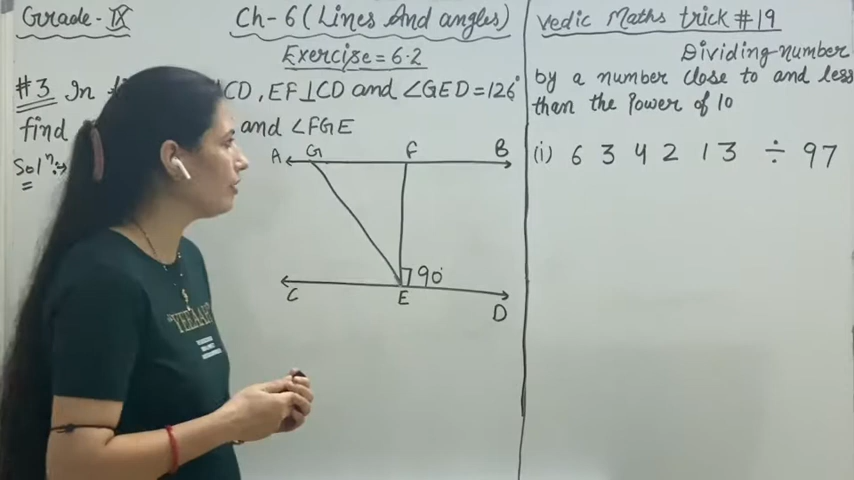 Grade - IX
Ch-6 (Lines And angles)
Exercise = 6.2
#3 In CD, EF⊥CD and ∠GED = 126°
find and ∠FGE
Solⁿ:→
A G F B
90°
C E D
Vedic Maths trick #19
Dividing number
by a number close to and less
than the Power of 10
(i) 6 3 4 2 1 3 ÷ 97